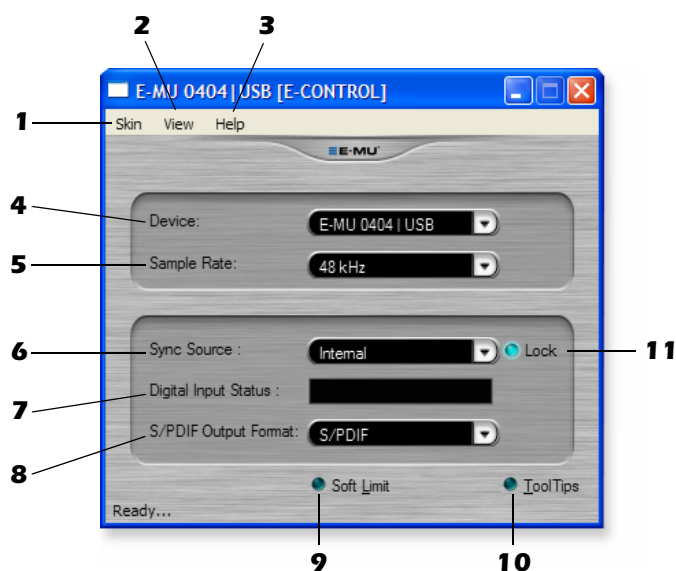 2 3
E-MU 0404 | USB [E-CONTROL]
1 Skin View Help
E-MU
4 Device: E-MU 0404 | USB
5 Sample Rate: 48 kHz
6 Sync Source : Internal Lock 11
7 Digital Input Status :
8 S/PDIF Output Format: S/PDIF
Soft Limit ToolTips
Ready...
9 10